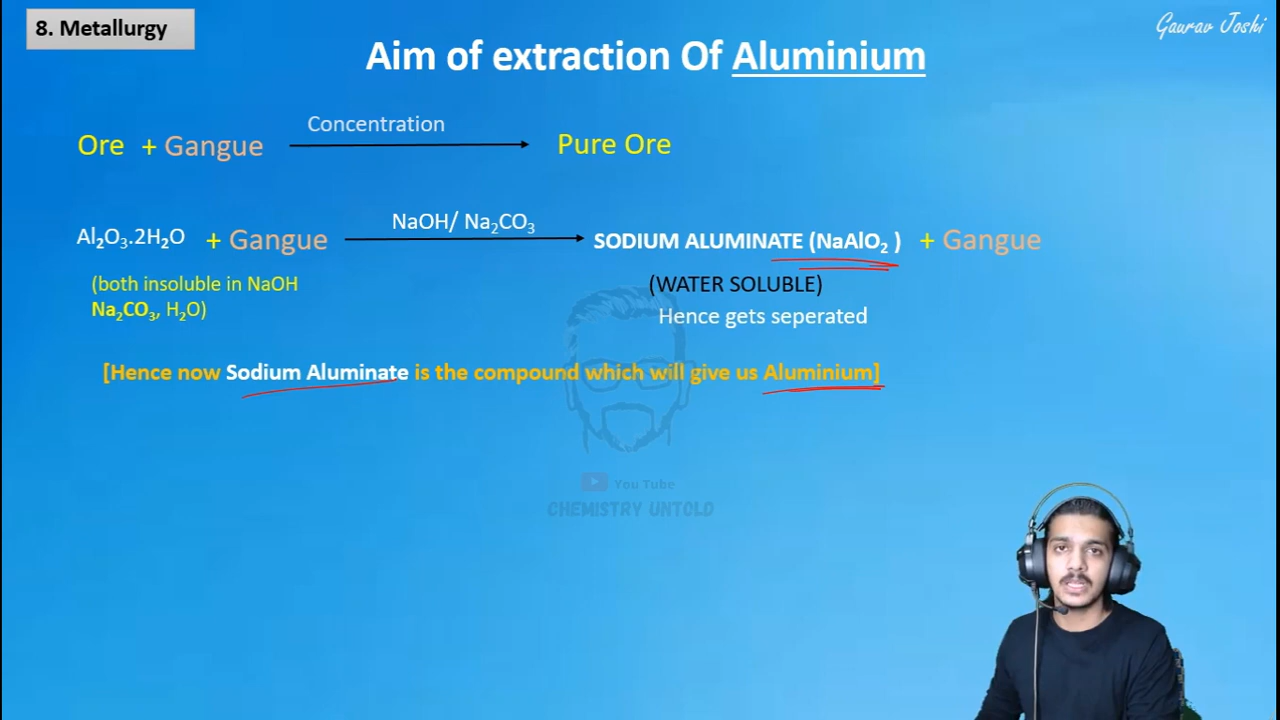 8. Metallurgy
Gaurav Joshi
Aim of extraction Of Aluminium
Concentration
Ore + Gangue
Pure Ore
NaOH/ Na₂CO₃
Al₂O₃.2H₂O + Gangue
SODIUM ALUMINATE (NaAlO₂ ) + Gangue
(both insoluble in NaOH
Na₂CO₃, H₂O)
(WATER SOLUBLE)
Hence gets seperated
[Hence now Sodium Aluminate is the compound which will give us Aluminium]
You Tube
CHEMISTRY UNTOLD